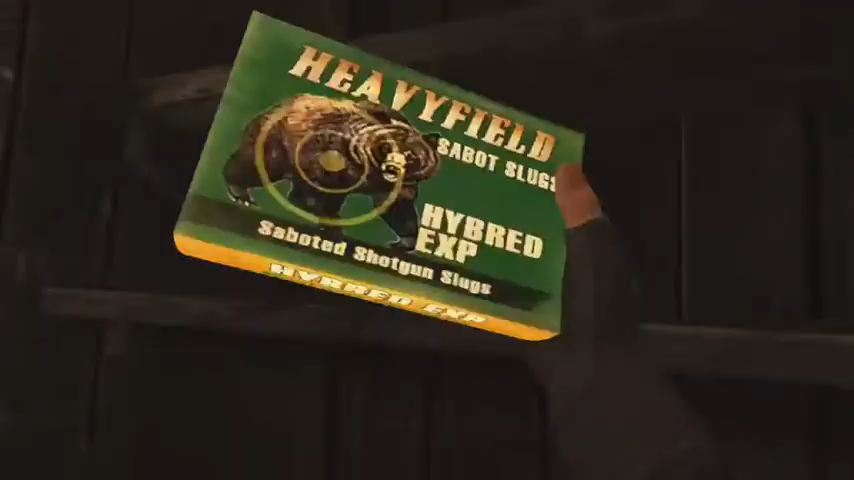 HEAVYFIELD
SABOT SLUGS
HYBRED
EXP
Saboted Shotgun Slugs
HYBRED EXP